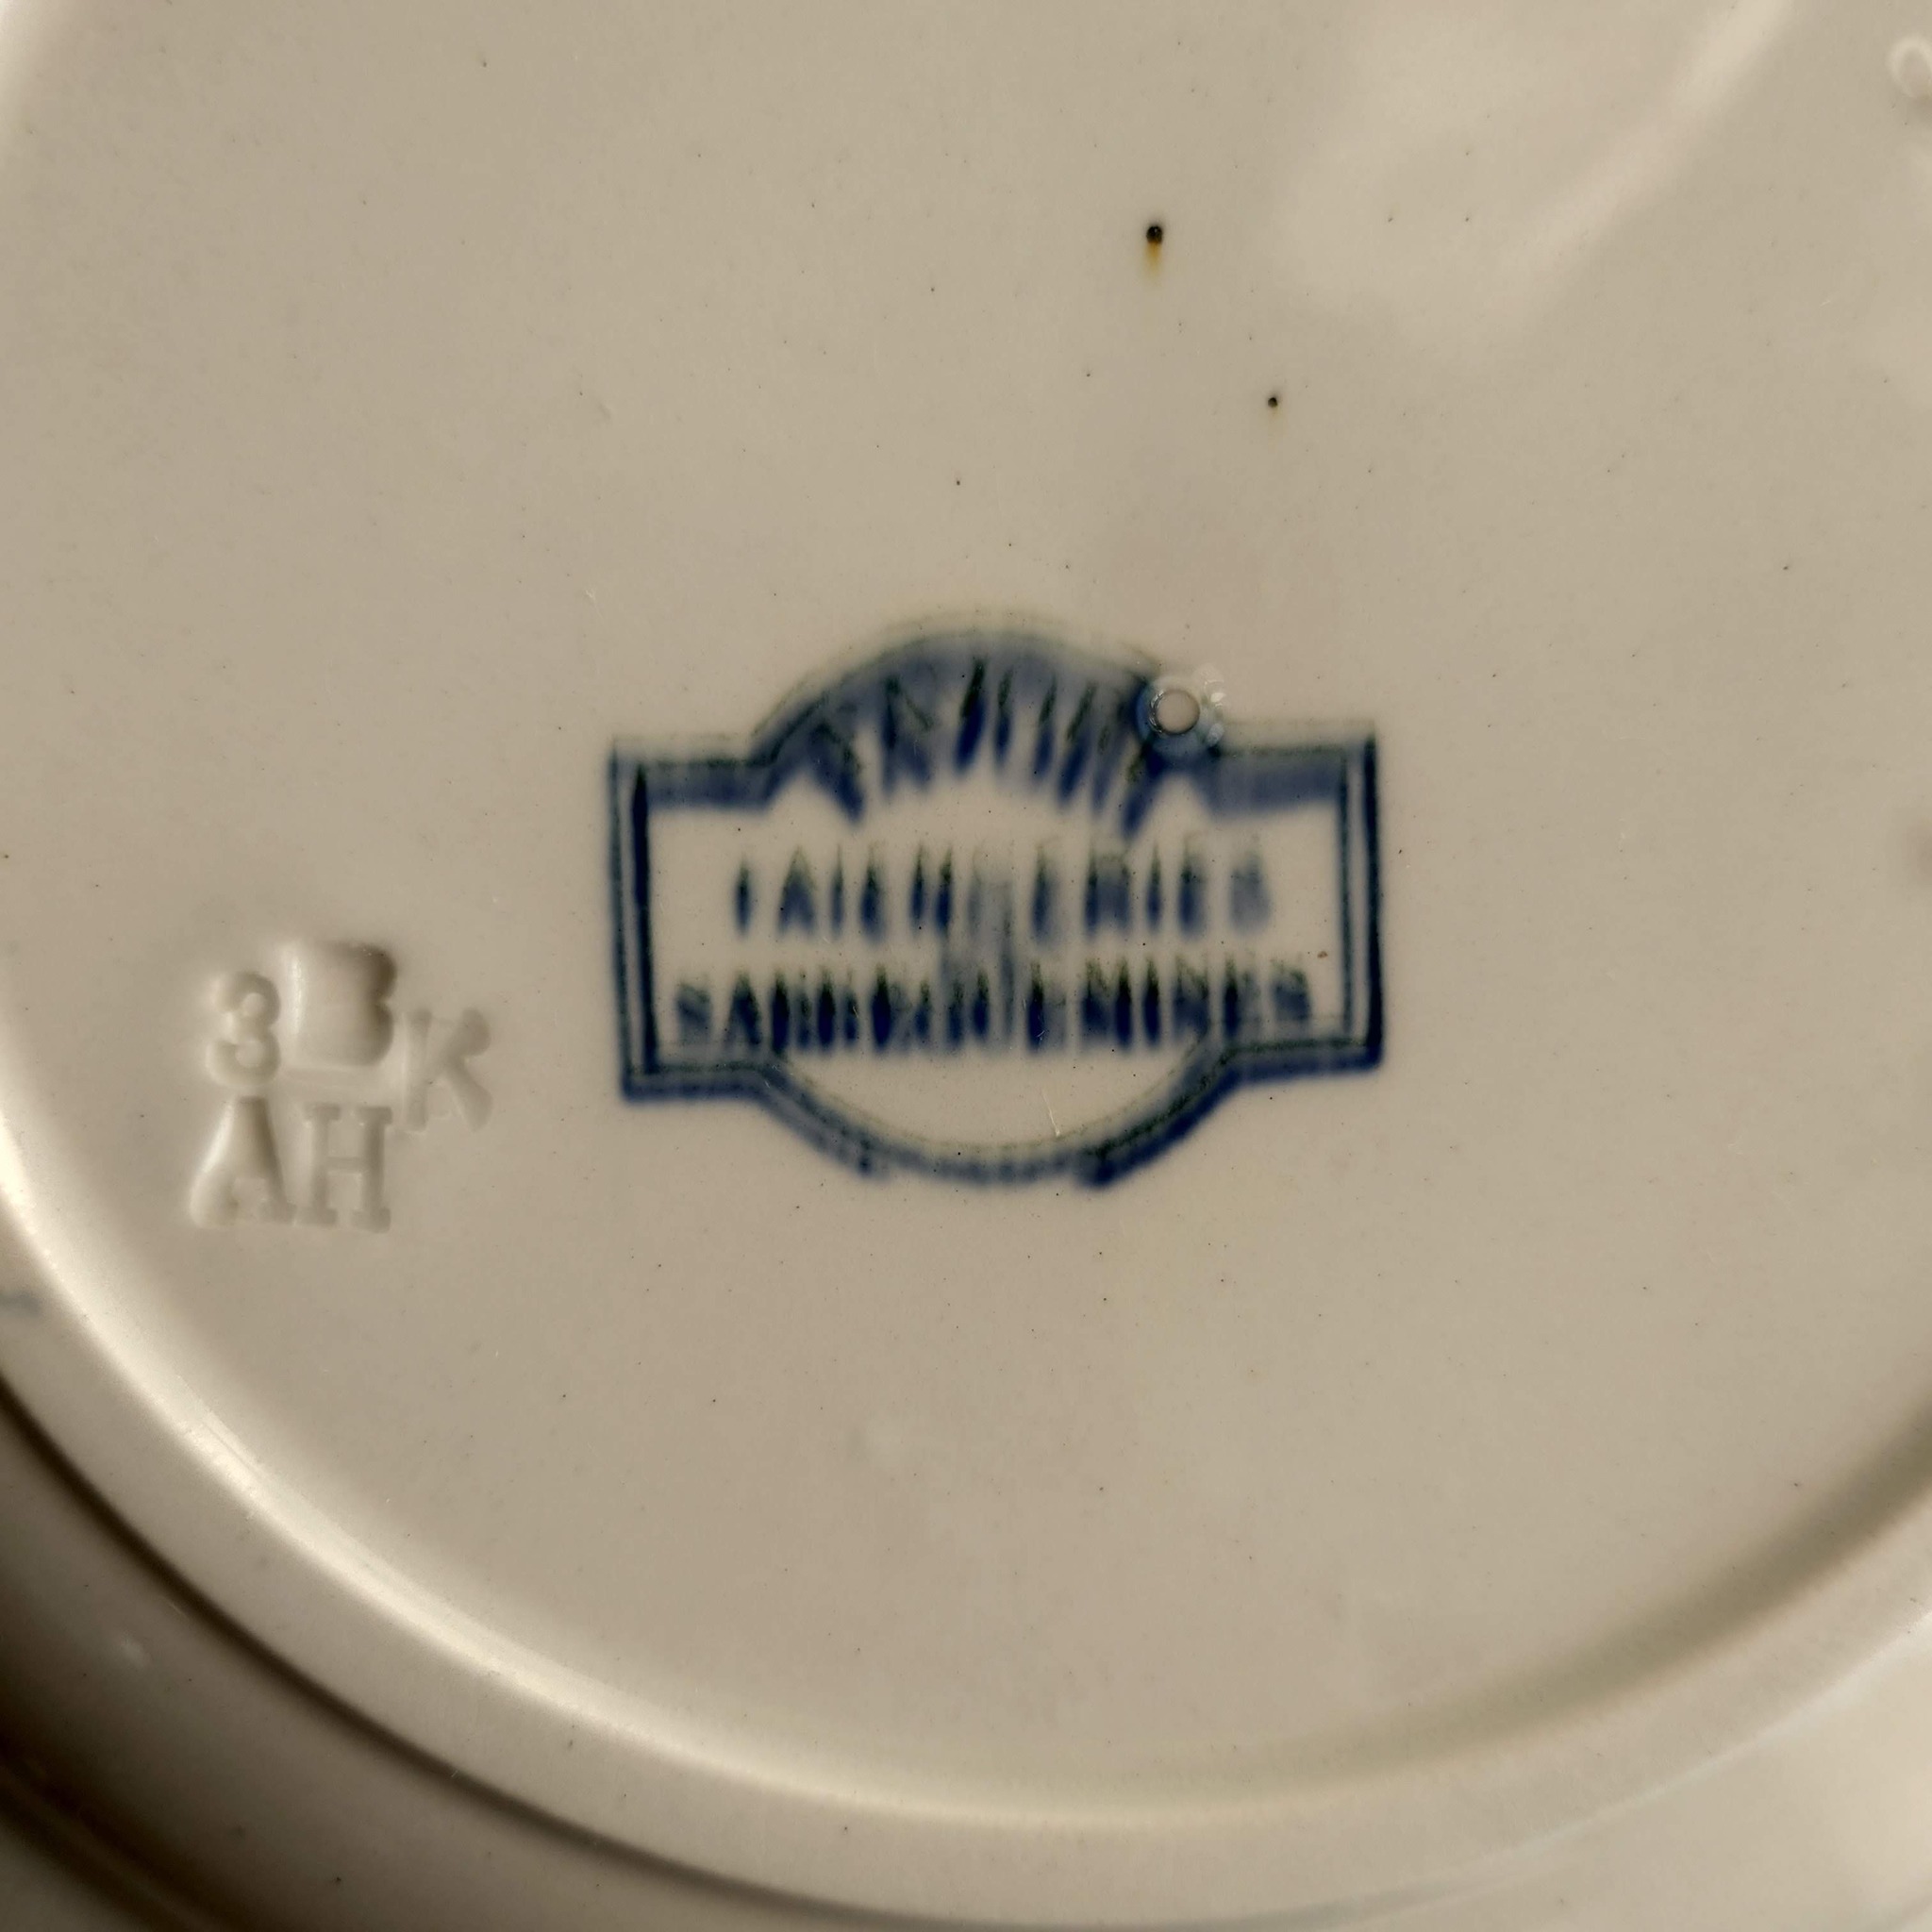 FAIENCERIES
SARREGUEMINES
3 B K
AH